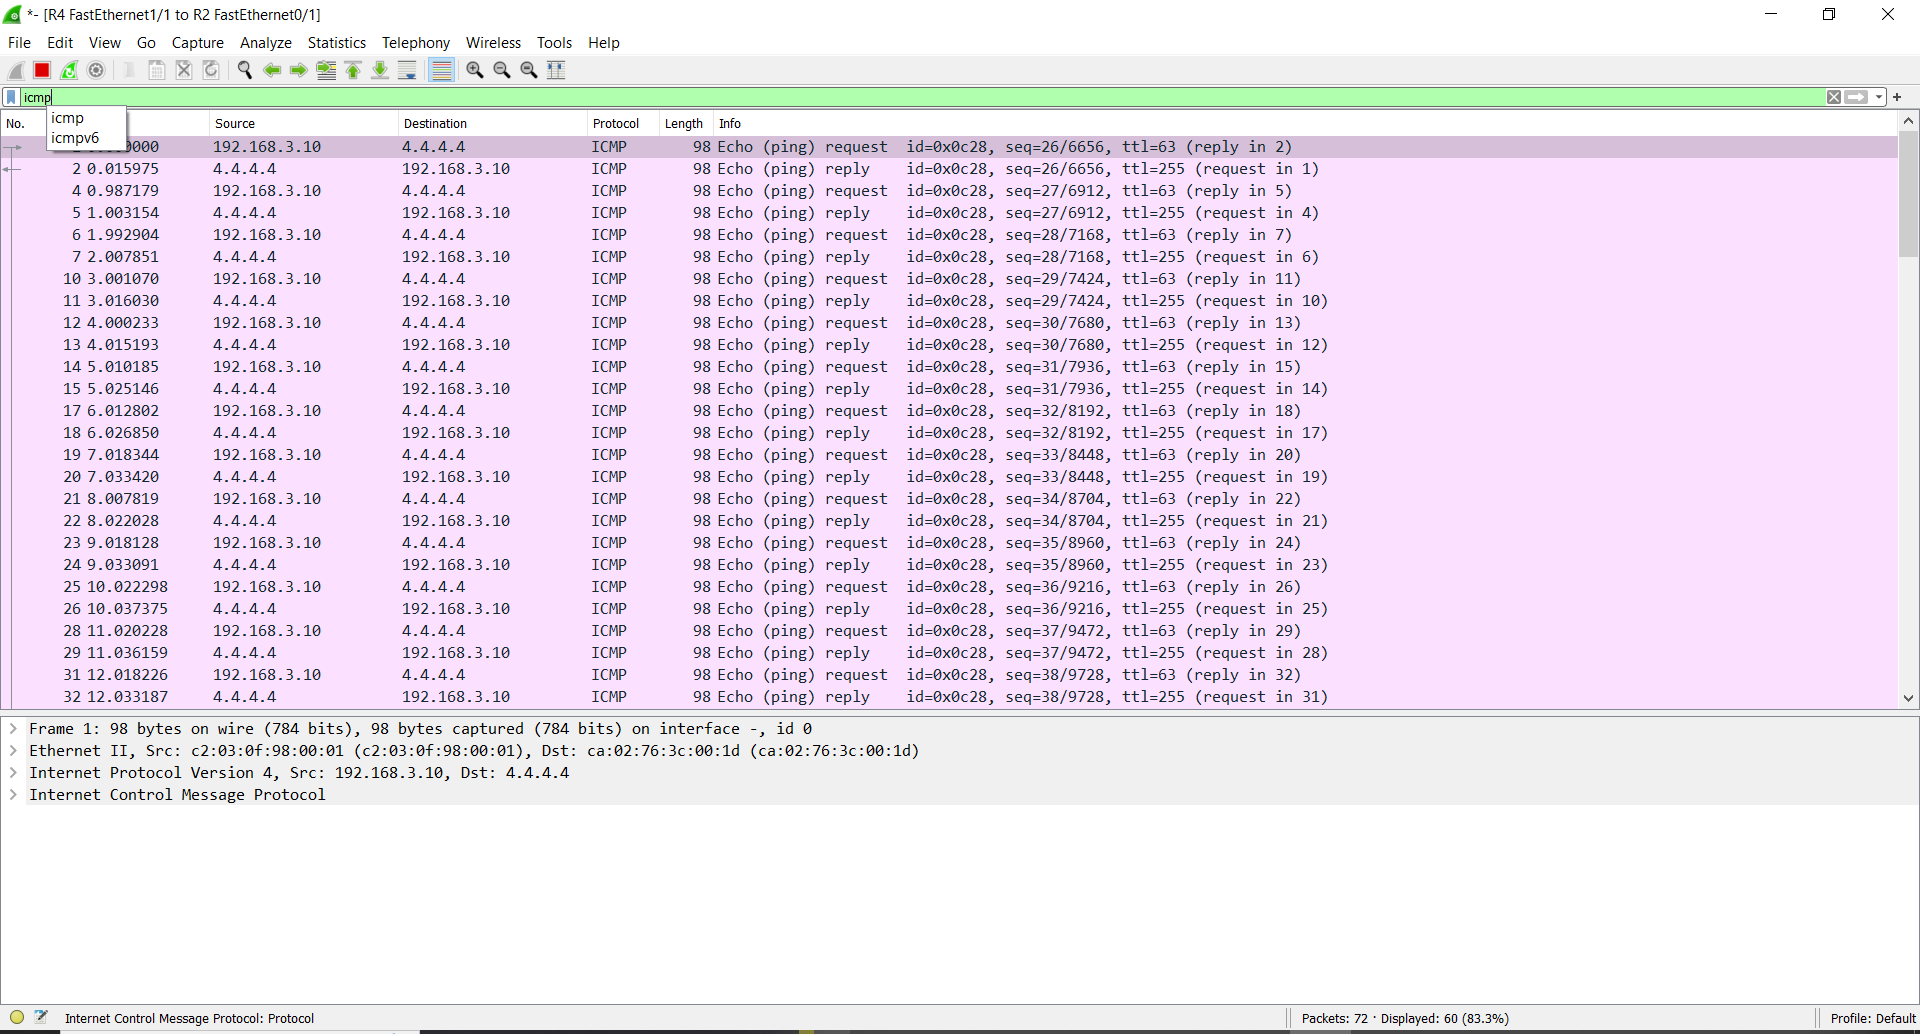 *- [R4 FastEthernet1/1 to R2 FastEthernet0/1]
File Edit View Go Capture Analyze Statistics Telephony Wireless Tools Help
icmp
icmp
icmpv6
No. Source Destination Protocol Length Info
0000 192.168.3.10 4.4.4.4 ICMP 98 Echo (ping) request id=0x0c28, seq=26/6656, ttl=63 (reply in 2)
2 0.015975 4.4.4.4 192.168.3.10 ICMP 98 Echo (ping) reply id=0x0c28, seq=26/6656, ttl=255 (request in 1)
4 0.987179 192.168.3.10 4.4.4.4 ICMP 98 Echo (ping) request id=0x0c28, seq=27/6912, ttl=63 (reply in 5)
5 1.003154 4.4.4.4 192.168.3.10 ICMP 98 Echo (ping) reply id=0x0c28, seq=27/6912, ttl=255 (request in 4)
6 1.992904 192.168.3.10 4.4.4.4 ICMP 98 Echo (ping) request id=0x0c28, seq=28/7168, ttl=63 (reply in 7)
7 2.007851 4.4.4.4 192.168.3.10 ICMP 98 Echo (ping) reply id=0x0c28, seq=28/7168, ttl=255 (request in 6)
10 3.001070 192.168.3.10 4.4.4.4 ICMP 98 Echo (ping) request id=0x0c28, seq=29/7424, ttl=63 (reply in 11)
11 3.016030 4.4.4.4 192.168.3.10 ICMP 98 Echo (ping) reply id=0x0c28, seq=29/7424, ttl=255 (request in 10)
12 4.000233 192.168.3.10 4.4.4.4 ICMP 98 Echo (ping) request id=0x0c28, seq=30/7680, ttl=63 (reply in 13)
13 4.015193 4.4.4.4 192.168.3.10 ICMP 98 Echo (ping) reply id=0x0c28, seq=30/7680, ttl=255 (request in 12)
14 5.010185 192.168.3.10 4.4.4.4 ICMP 98 Echo (ping) request id=0x0c28, seq=31/7936, ttl=63 (reply in 15)
15 5.025146 4.4.4.4 192.168.3.10 ICMP 98 Echo (ping) reply id=0x0c28, seq=31/7936, ttl=255 (request in 14)
17 6.012802 192.168.3.10 4.4.4.4 ICMP 98 Echo (ping) request id=0x0c28, seq=32/8192, ttl=63 (reply in 18)
18 6.026850 4.4.4.4 192.168.3.10 ICMP 98 Echo (ping) reply id=0x0c28, seq=32/8192, ttl=255 (request in 17)
19 7.018344 192.168.3.10 4.4.4.4 ICMP 98 Echo (ping) request id=0x0c28, seq=33/8448, ttl=63 (reply in 20)
20 7.033420 4.4.4.4 192.168.3.10 ICMP 98 Echo (ping) reply id=0x0c28, seq=33/8448, ttl=255 (request in 19)
21 8.007819 192.168.3.10 4.4.4.4 ICMP 98 Echo (ping) request id=0x0c28, seq=34/8704, ttl=63 (reply in 22)
22 8.022028 4.4.4.4 192.168.3.10 ICMP 98 Echo (ping) reply id=0x0c28, seq=34/8704, ttl=255 (request in 21)
23 9.018128 192.168.3.10 4.4.4.4 ICMP 98 Echo (ping) request id=0x0c28, seq=35/8960, ttl=63 (reply in 24)
24 9.033091 4.4.4.4 192.168.3.10 ICMP 98 Echo (ping) reply id=0x0c28, seq=35/8960, ttl=255 (request in 23)
25 10.022298 192.168.3.10 4.4.4.4 ICMP 98 Echo (ping) request id=0x0c28, seq=36/9216, ttl=63 (reply in 26)
26 10.037375 4.4.4.4 192.168.3.10 ICMP 98 Echo (ping) reply id=0x0c28, seq=36/9216, ttl=255 (request in 25)
28 11.020228 192.168.3.10 4.4.4.4 ICMP 98 Echo (ping) request id=0x0c28, seq=37/9472, ttl=63 (reply in 29)
29 11.036159 4.4.4.4 192.168.3.10 ICMP 98 Echo (ping) reply id=0x0c28, seq=37/9472, ttl=255 (request in 28)
31 12.018226 192.168.3.10 4.4.4.4 ICMP 98 Echo (ping) request id=0x0c28, seq=38/9728, ttl=63 (reply in 32)
32 12.033187 4.4.4.4 192.168.3.10 ICMP 98 Echo (ping) reply id=0x0c28, seq=38/9728, ttl=255 (request in 31)
Frame 1: 98 bytes on wire (784 bits), 98 bytes captured (784 bits) on interface -, id 0
Ethernet II, Src: c2:03:0f:98:00:01 (c2:03:0f:98:00:01), Dst: ca:02:76:3c:00:1d (ca:02:76:3c:00:1d)
Internet Protocol Version 4, Src: 192.168.3.10, Dst: 4.4.4.4
Internet Control Message Protocol
Internet Control Message Protocol: Protocol Packets: 72 · Displayed: 60 (83.3%) Profile: Default